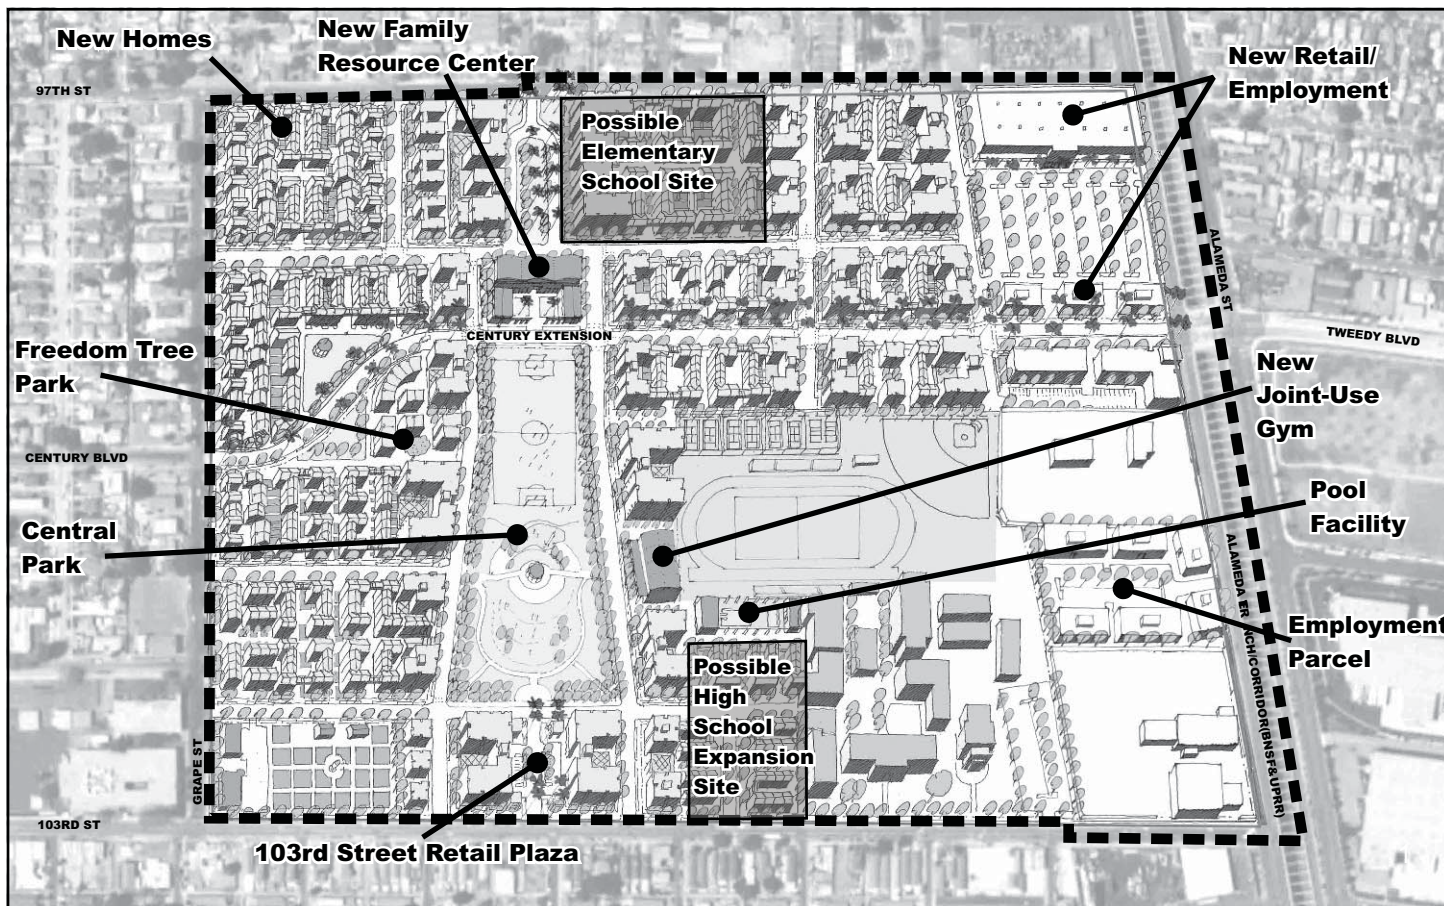 New Homes
New Family
Resource Center
New Retail/
Employment
97TH ST
Possible
Elementary
School Site
ALAMEDA ST
CENTURY EXTENSION
TWEEDY BLVD
Freedom Tree
Park
New
Joint-Use
Gym
CENTURY BLVD
Pool
Facility
Central
Park
Employment
Parcel
Possible
High
School
Expansion
Site
GRAPE ST
(BNSF&UPRR)
103RD ST
103rd Street Retail Plaza